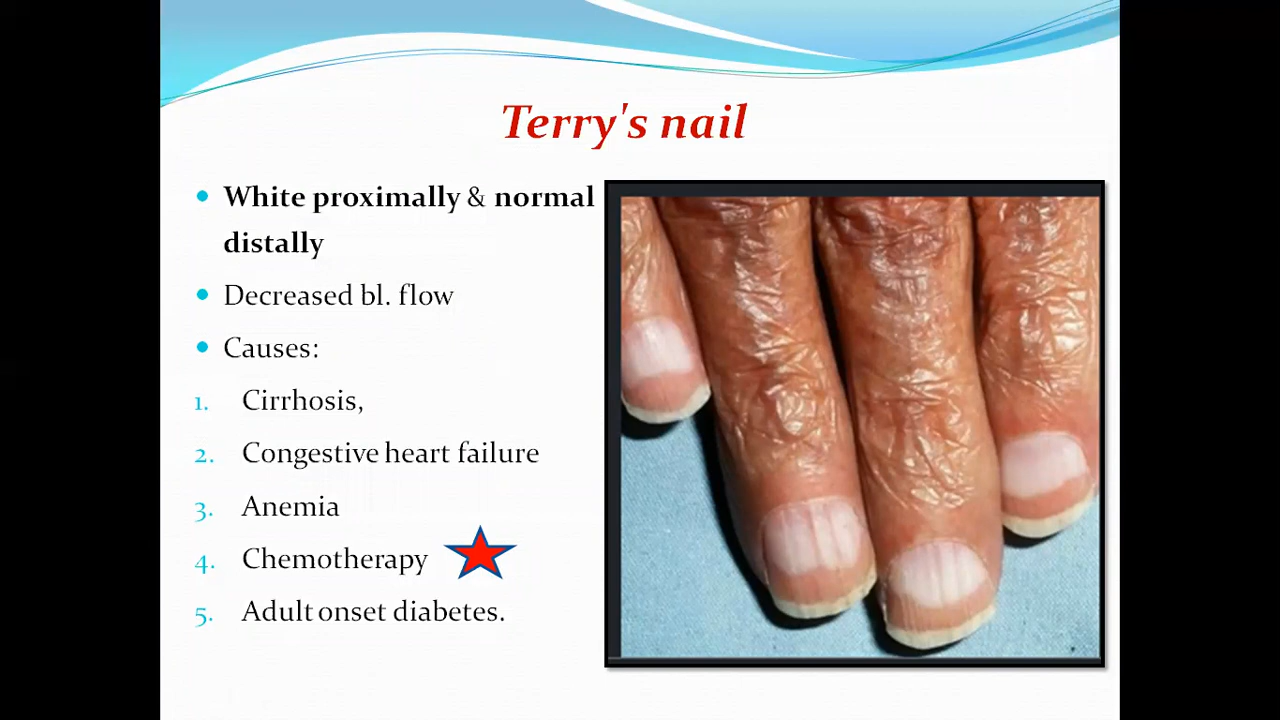 Terry's nail
• White proximally & normal
distally
• Decreased bl. flow
• Causes:
1. Cirrhosis,
2. Congestive heart failure
3. Anemia
4. Chemotherapy
5. Adult onset diabetes.